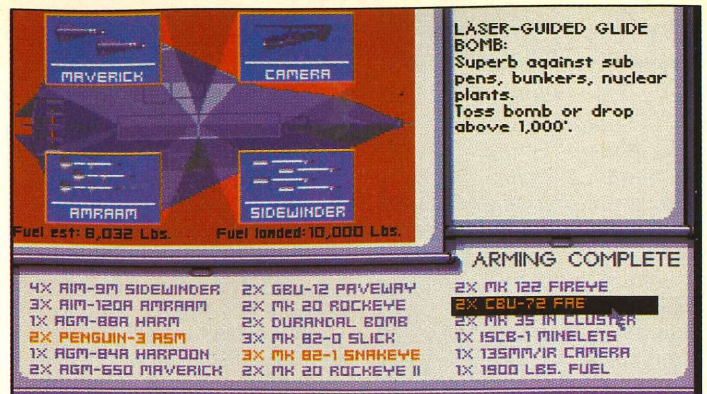 MAVERICK
CAMERA
AMRAAM
SIDEWINDER
Fuel est: 8,032 Lbs.
Fuel loaded: 10,000 Lbs.
LASER-GUIDED GLIDE
BOMB:
Superb against sub
pens, bunkers, nuclear
plants.
Toss bomb or drop
above 1,000'.
ARMING COMPLETE
4X AIM-9M SIDEWINDER
3X AIM-120A AMRAAM
1X AGM-88A HARM
2X PENGUIN-3 ASM
1X AGM-84A HARPOON
2X AGM-65D MAVERICK
2X GBU-12 PAVEWAY
2X MK 20 ROCKEYE
2X DURANDAL BOMB
3X MK 82-0 SLICK
3X MK 82-1 SNAKEYE
2X MK 20 ROCKEYE II
2X MK 122 FIREYE
2X CBU-72 FAE
2X MK 35 IN CLUSTER
1X ISCB-1 MINELETS
1X 135MM/IR CAMERA
1X 1900 LBS. FUEL